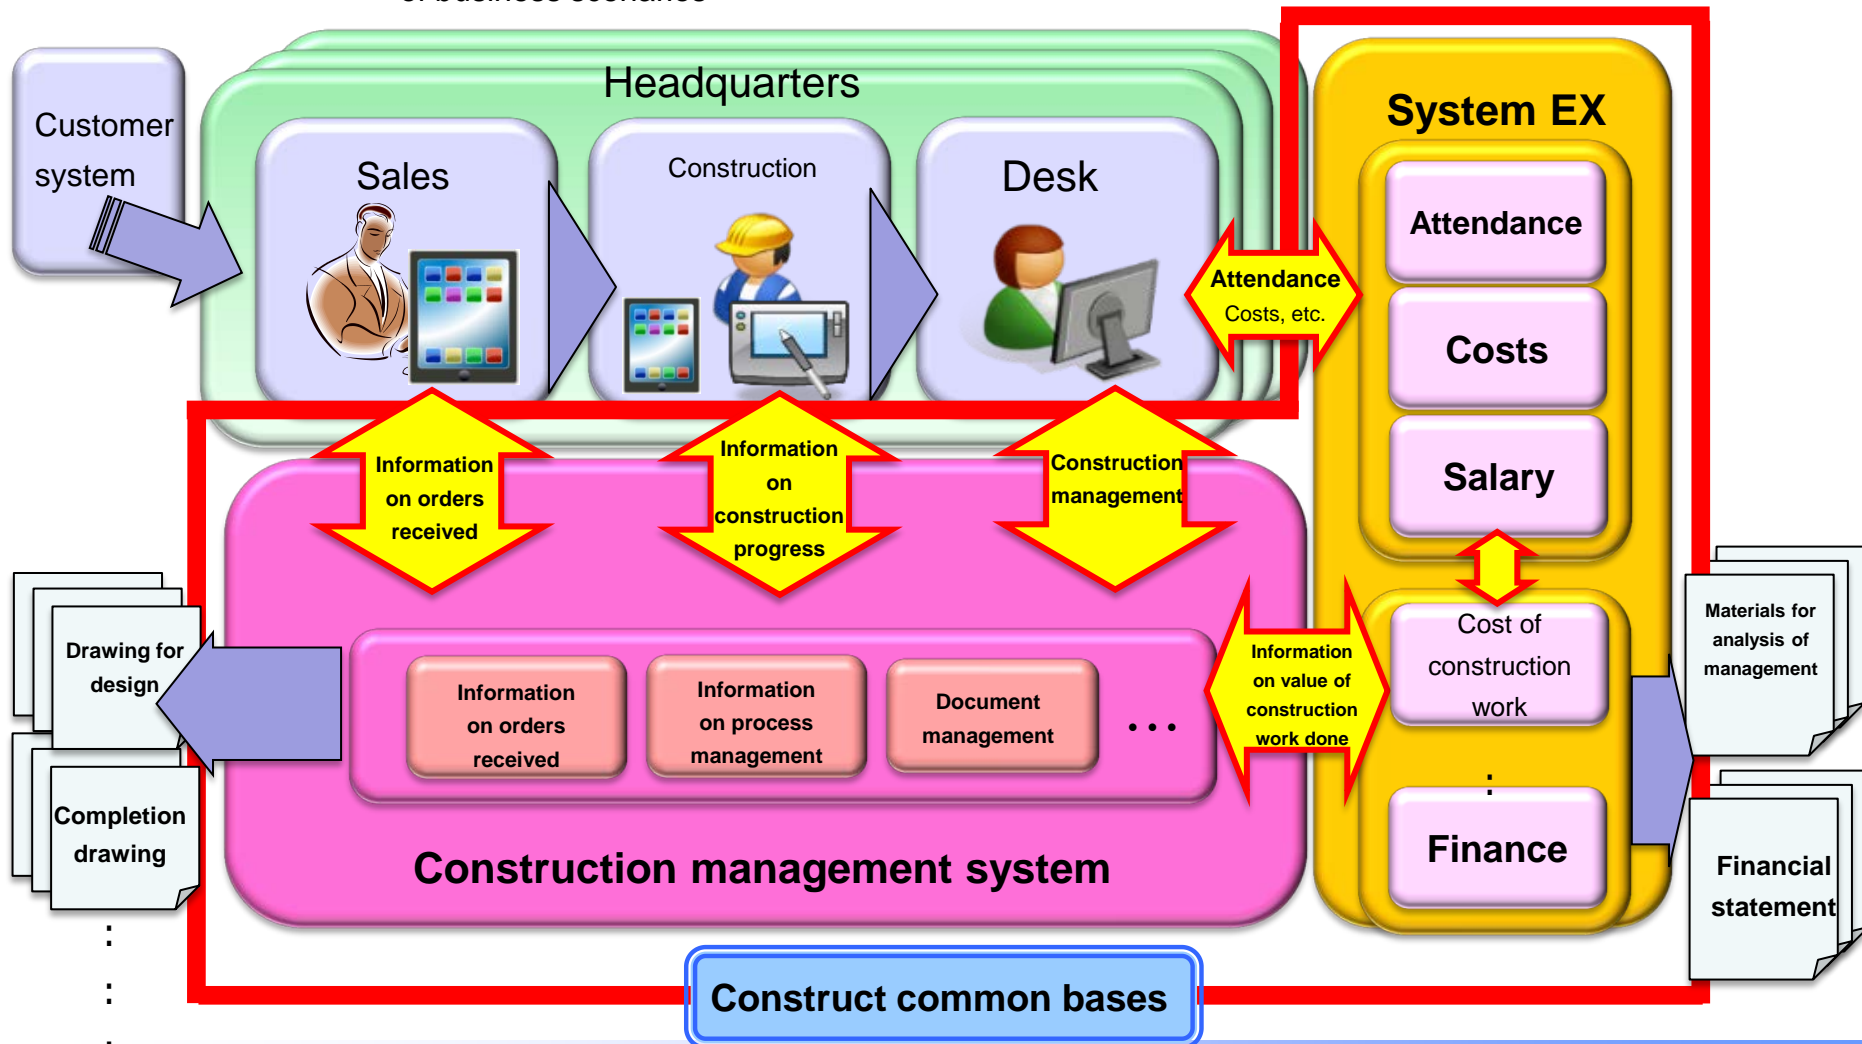 of business scenarios
Customer
system
Headquarters
Sales
Construction
Desk
Attendance
Costs, etc.
System EX
Attendance
Costs
Salary
Information
on orders
received
Information
on
construction
progress
Construction
management
Drawing for
design
Completion
drawing
:
:
Information
on orders
received
Information
on process
management
Document
management
• • •
Information
on value of
construction
work done
Cost of
construction
work
:
Finance
Construction management system
Materials for
analysis of
management
Financial
statement
Construct common bases